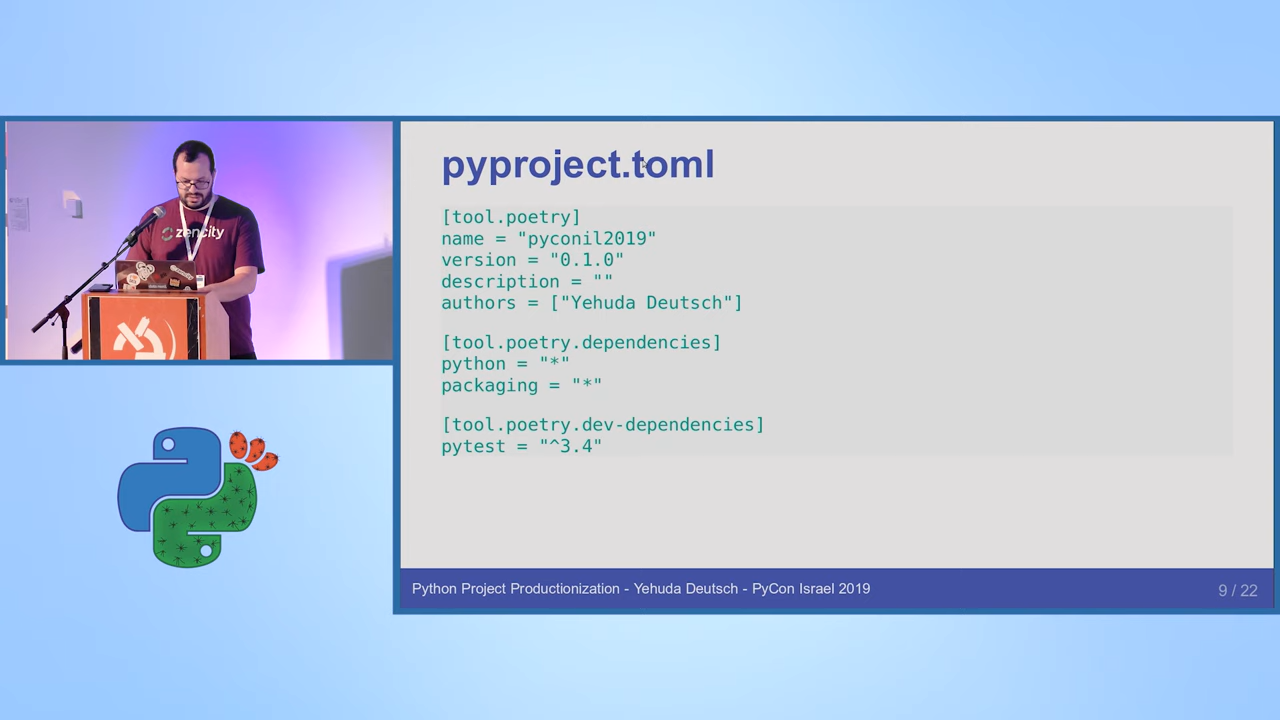 zencity
pyproject.toml
[tool.poetry]
name = "pyconil2019"
version = "0.1.0"
description = ""
authors = ["Yehuda Deutsch"]
[tool.poetry.dependencies]
python = "*"
packaging = "*"
[tool.poetry.dev-dependencies]
pytest = "^3.4"
Python Project Productionization - Yehuda Deutsch - PyCon Israel 2019
9 / 22